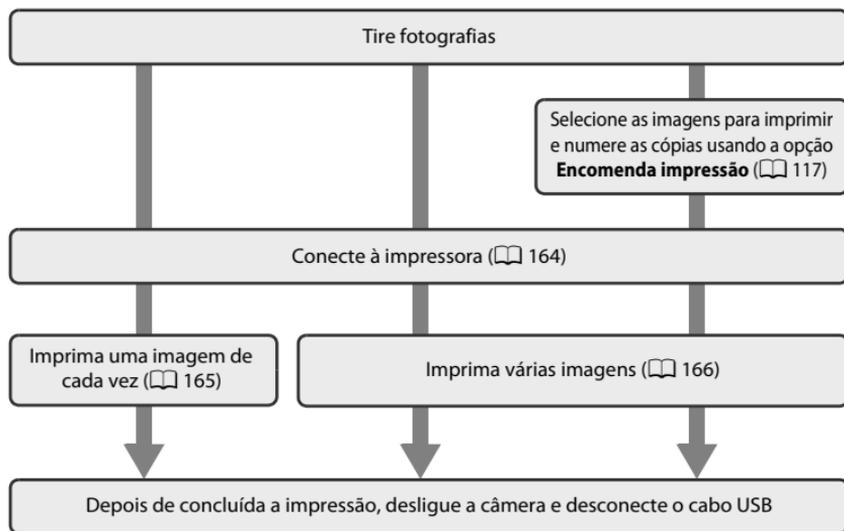 Tire fotografias
Selecione as imagens para imprimir
e numere as cópias usando a opção
Encomenda impressão (📖 117)
Conecte à impressora (📖 164)
Imprima uma imagem de
cada vez (📖 165)
Imprima várias imagens (📖 166)
Depois de concluída a impressão, desligue a câmera e desconecte o cabo USB